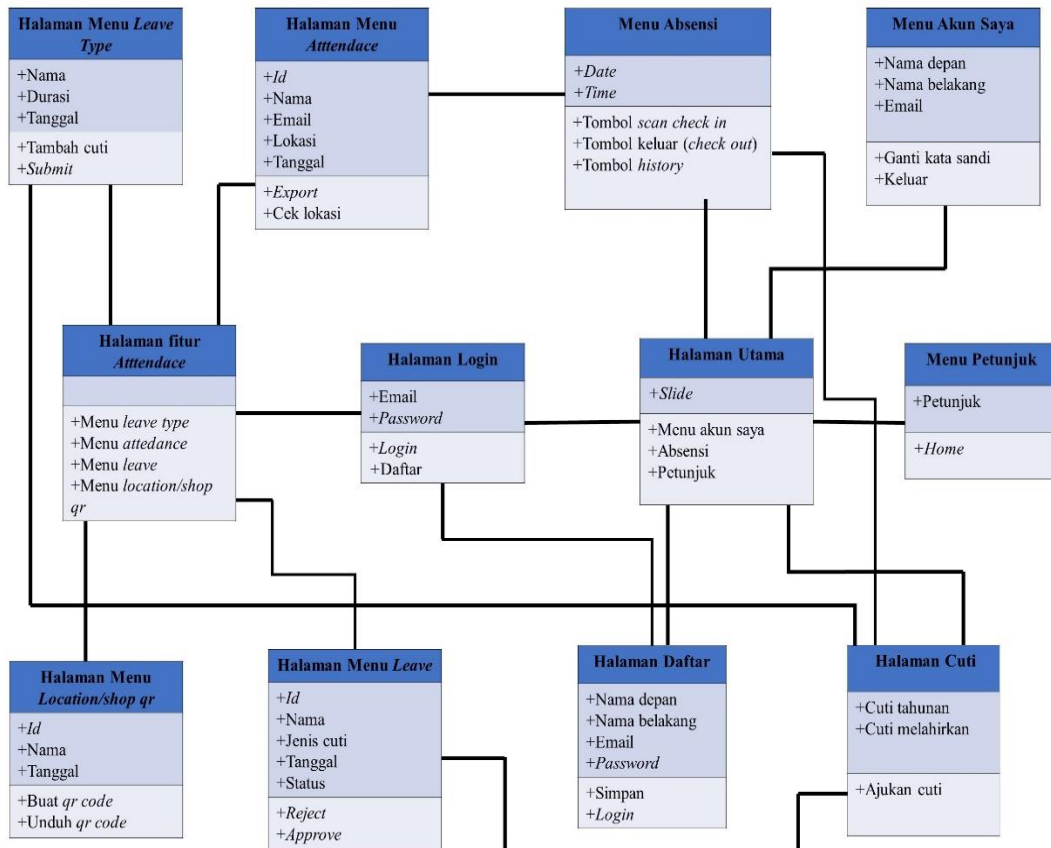 Halaman Menu Leave
Type
+Nama
+Durasi
+Tanggal
+Tambah cuti
+Submit
Halaman Menu
Atttendace
+Id
+Nama
+Email
+Lokasi
+Tanggal
+Export
+Cek lokasi
Menu Absensi
+Date
+Time
+Tombol scan check in
+Tombol keluar (check out)
+Tombol history
Menu Akun Saya
+Nama depan
+Nama belakang
+Email
+Ganti kata sandi
+Keluar
Halaman fitur
Atttendace
+Menu leave type
+Menu attedance
+Menu leave
+Menu location/shop
qr
Halaman Login
+Email
+Password
+Login
+Daftar
Halaman Utama
+Slide
+Menu akun saya
+Absensi
+Petunjuk
Menu Petunjuk
+Petunjuk
+Home
Halaman Menu
Location/shop qr
+Id
+Nama
+Tanggal
+Buat qr code
+Unduh qr code
Halaman Menu Leave
+Id
+Nama
+Jenis cuti
+Tanggal
+Status
+Reject
+Approve
Halaman Daftar
+Nama depan
+Nama belakang
+Email
+Password
+Simpan
+Login
Halaman Cuti
+Cuti tahunan
+Cuti melahirkan
+Ajukan cuti